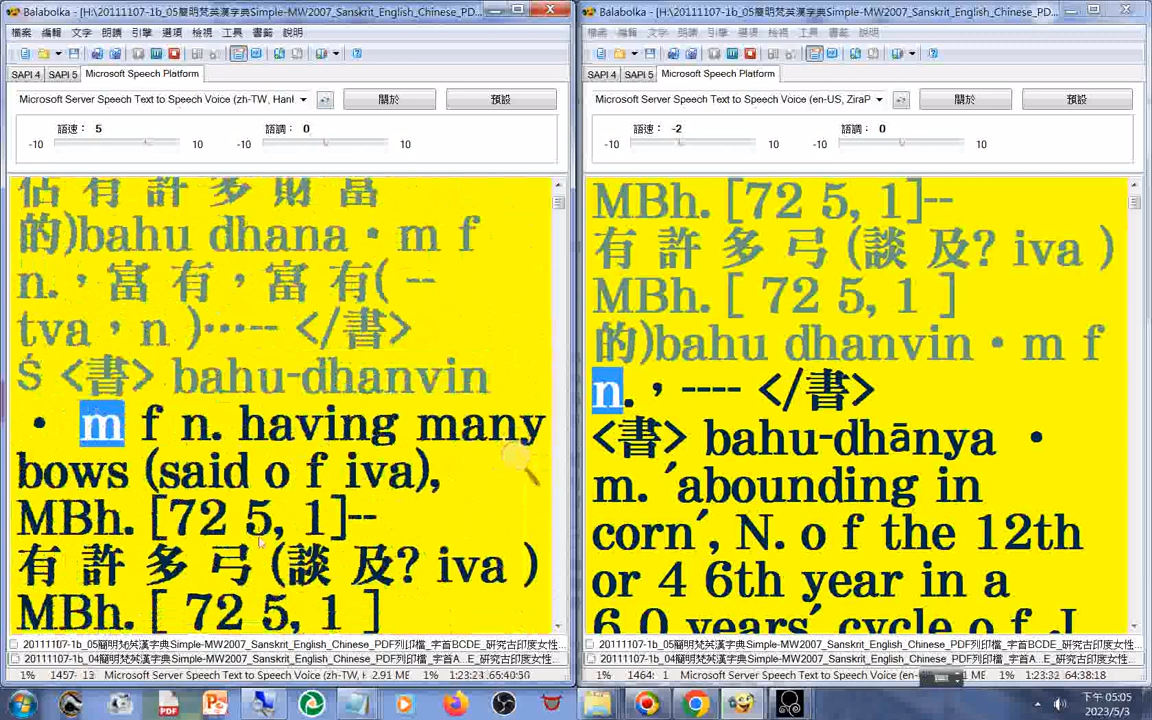 Balabolka - [H:\20111107-1b_05簡明梵英漢字典Simple-MW2007_Sanskrit_English_Chinese_PD...
檔案 編輯 文字 朗讀 引擎 選項 檢視 工具 書籤 說明
SAPI 4 SAPI 5 Microsoft Speech Platform
Microsoft Server Speech Text to Speech Voice (zh-TW, Hanl
關於 預設
語速： 5 語調： 0
-10 10 -10 10
佔 有 許 多 財 富
的)bahu dhana • m f
n.，富 有，富 有( --
tva，n )⋯-- </書>
Ś <書> bahu-dhanvin
• m f n. having many
bows (said o f iva),
MBh. [72 5, 1]--
有 許 多 弓 (談 及? iva )
MBh. [ 72 5, 1 ]
20111107-1b_05簡明梵英漢字典Simple-MW2007_Sanskrit_English_Chinese_PCDF列印檔_字首BCDE_研究古印度女性...
20111107-1b_04簡明梵英漢字典Simple-MW2007_Sanskrit_English_Chinese_PCDF列印檔_字首A...E_研究古印度女性...
1% 2.91 ME 1% Microsoft Server Speech Text to Speech Voice (zh-TW,
Balabolka - [H:\20111107-1b_05簡明梵英漢字典Simple-MW2007_Sanskrit_English_Chinese_PD...
檔案 編輯 文字 朗讀 引擎 選項 檢視 工具 書籤 說明
SAPI 4 SAPI 5 Microsoft Speech Platform
Microsoft Server Speech Text to Speech Voice (en-US, ZiraP
關於 預設
語速： -2 語調： 0
-10 10 -10 10
MBh. [72 5, 1]--
有 許 多 弓 (談 及? iva )
MBh. [ 72 5, 1 ]
的)bahu dhanvin • m f
n.，---- </書>
<書> bahu-dhānya •
m. ´abounding in
corn´, N. o f the 12th
or 4 6th year in a
6 0 years´ cycle o f J
20111107-1b_05簡明梵英漢字典Simple-MW2007_Sanskrit_English_Chinese_PCDF列印檔_字首BCDE_研究古印度女性...
20111107-1b_04簡明梵英漢字典Simple-MW2007_Sanskrit_English_Chinese_PCDF列印檔_字首A...E_研究古印度女性...
1% Microsoft Server Speech Text to Speech Voice (en-US 1% 1:23:32 64:38:18
下午 05:05
2023/5/3